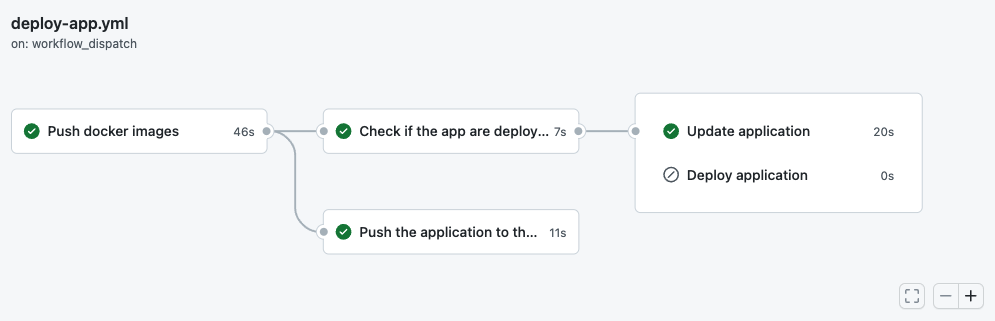 deploy-app.yml
on: workflow_dispatch
Push docker images 46s
Check if the app are deploy... 7s
Update application 20s
Deploy application 0s
Push the application to th... 11s